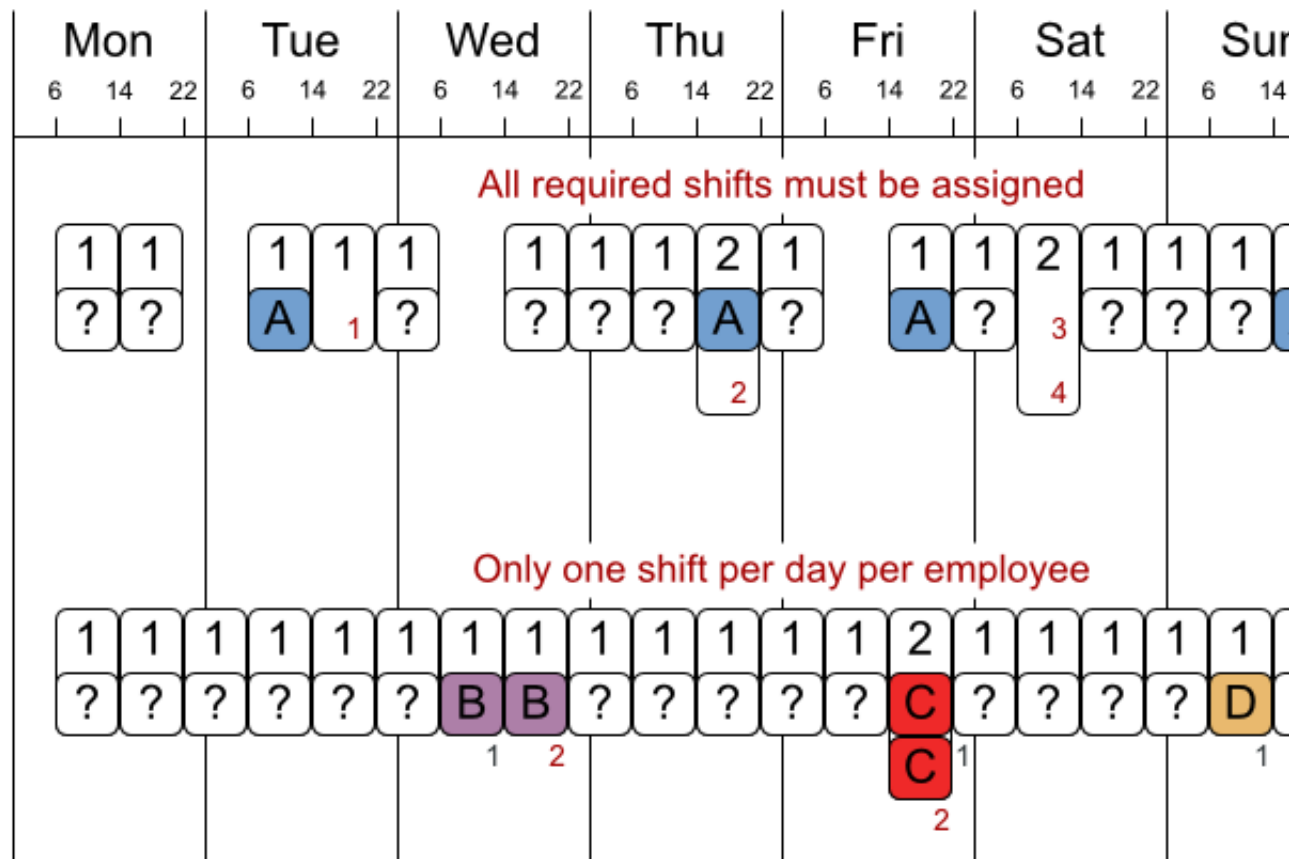 Mon Tue Wed Thu Fri Sat Sun
6 14 22 6 14 22 6 14 22 6 14 22 6 14 22 6 14 22 6 14
All required shifts must be assigned
1 1 1 1 1 1 1 1 2 1 1 1 2 1 1 1
? ? A 1 ? ? ? ? A ? A ? 3 ? ? ?
2 4
Only one shift per day per employee
1 1 1 1 1 1 1 1 1 1 1 1 1 2 1 1 1 1 1
? ? ? ? ? ? B B ? ? ? ? ? C ? ? ? ? D
1 2 C 1 1
2